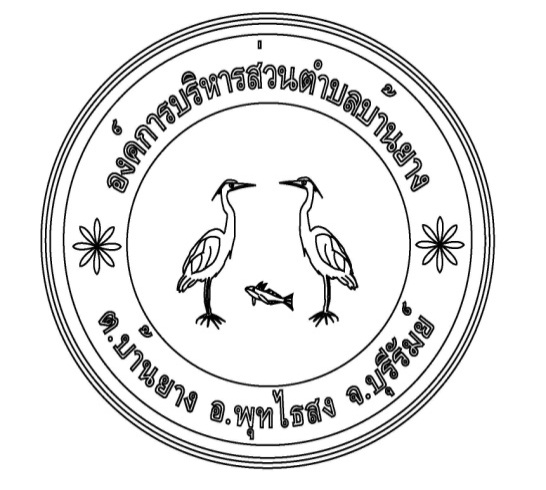 องค์การบริหารส่วนตำบลบ้านยาง
ต.บ้านยาง อ.พุทไธสง จ.บุรีรัมย์